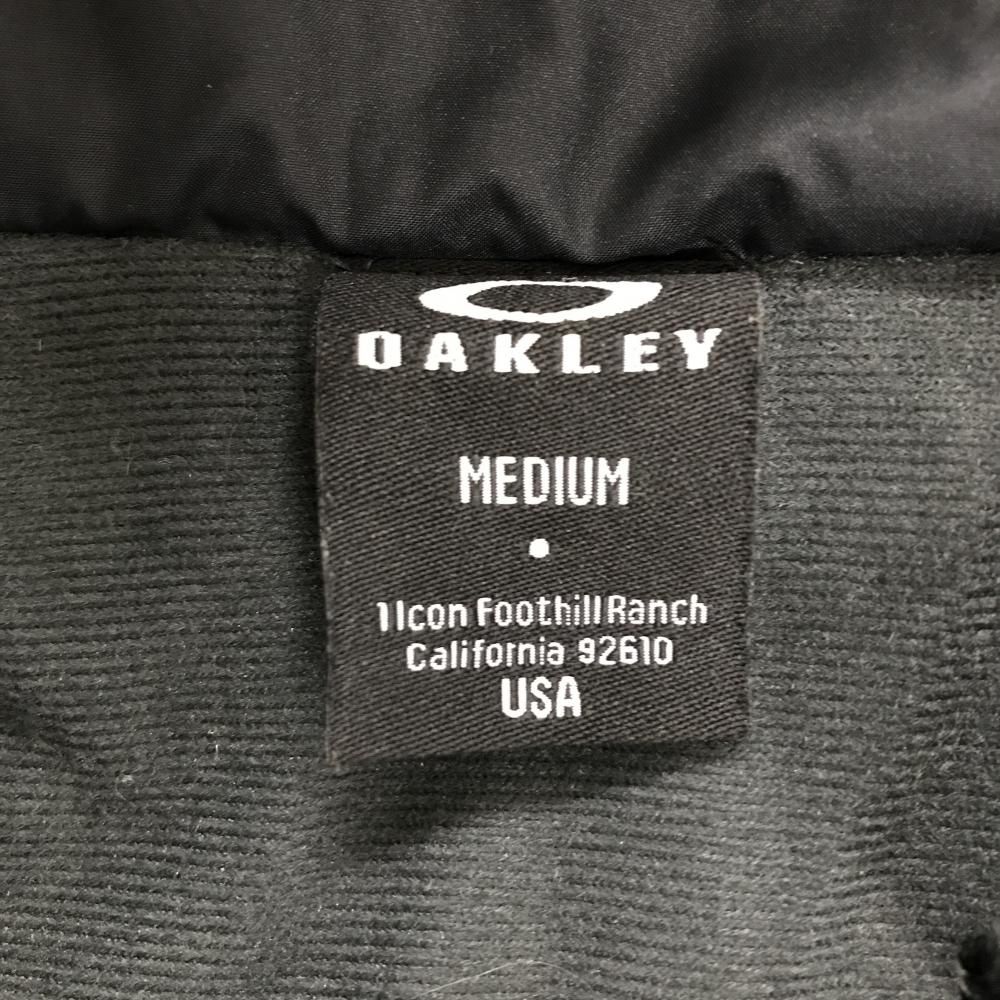 OAKLEY
MEDIUM
1 Icon Foothill Ranch
California 92610
USA